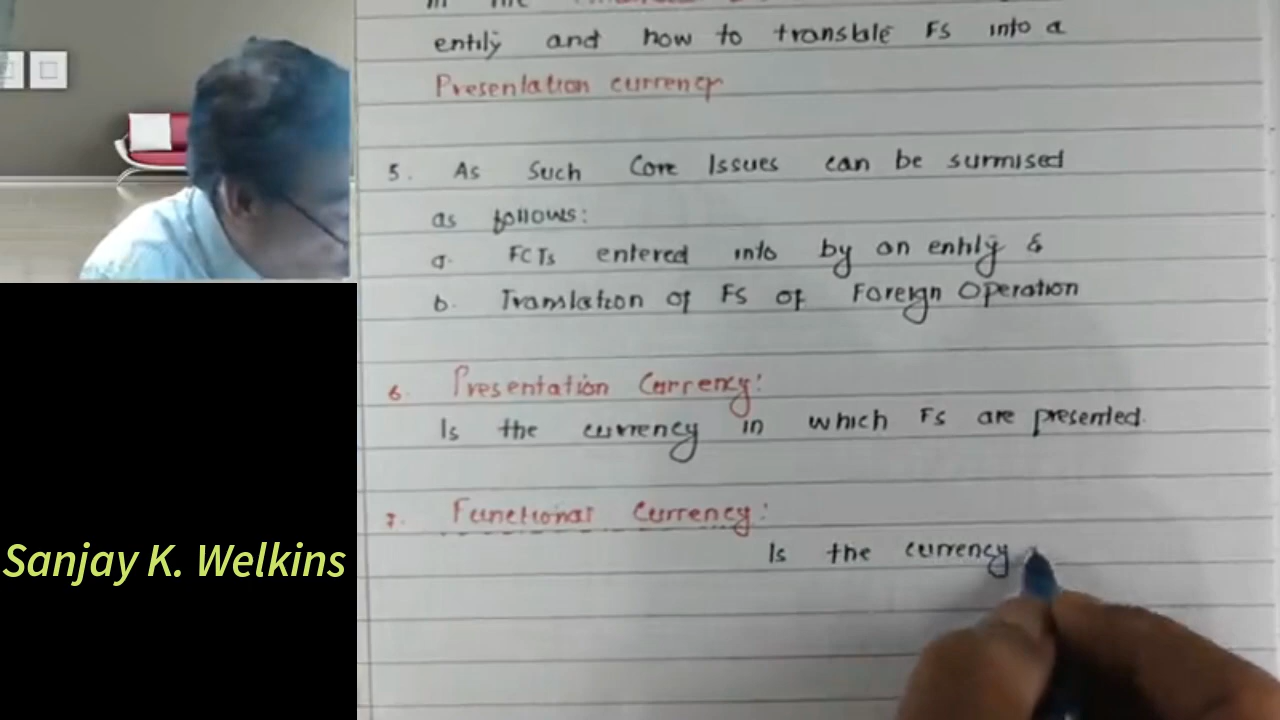 in the
entity and how to translate FS into a
Presentation currency
5. As Such Core Issues can be surmised
as follows:
a. FCTs entered into by an entity &
b. Translation of FS of Foreign Operation
6. Presentation Currency:
Is the currency in which FS are presented.
7. Functional Currency:
Is the currency
Sanjay K. Welkins